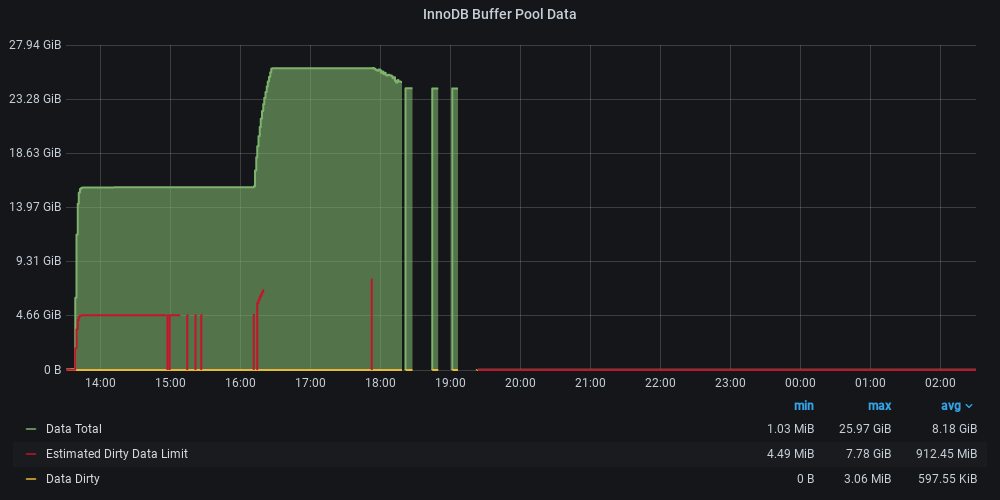 InnoDB Buffer Pool Data
27.94 GiB
23.28 GiB
18.63 GiB
13.97 GiB
9.31 GiB
4.66 GiB
0 B
14:00 15:00 16:00 17:00 18:00 19:00 20:00 21:00 22:00 23:00 00:00 01:00 02:00
min max avg
Data Total 1.03 MiB 25.97 GiB 8.18 GiB
Estimated Dirty Data Limit 4.49 MiB 7.78 GiB 912.45 MiB
Data Dirty 0 B 3.06 MiB 597.55 KiB